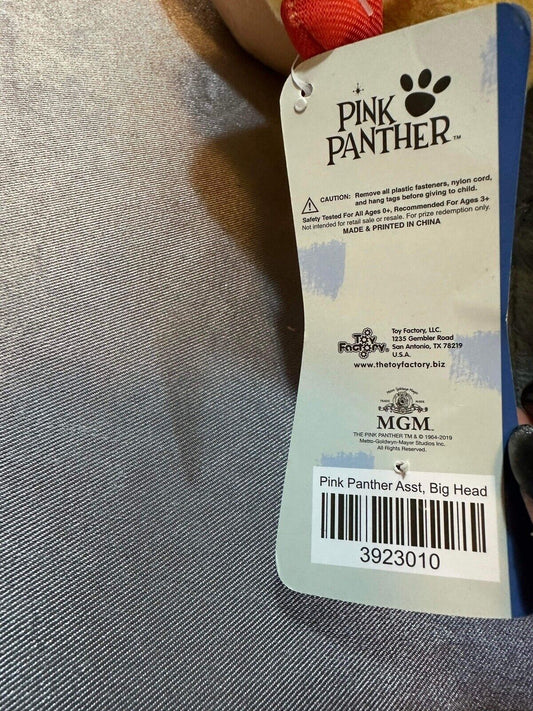 PINK
PANTHER™
CAUTION: Remove all plastic fasteners, nylon cord,
and hang tags before giving to child.
Safety Tested For All Ages 0+, Recommended For Ages 3+
Not intended for retail sale or resale. For prize redemption only.
MADE & PRINTED IN CHINA
Toy
Factory
Toy Factory, LLC.
1235 Gembler Road
San Antonio, TX 78219
U.S.A.
www.thetoyfactory.biz
TRADE MARK
MGM
THE PINK PANTHER TM & © 1964-2019
Metro-Goldwyn-Mayer Studios Inc.
All Rights Reserved.
Pink Panther Asst, Big Head
3923010